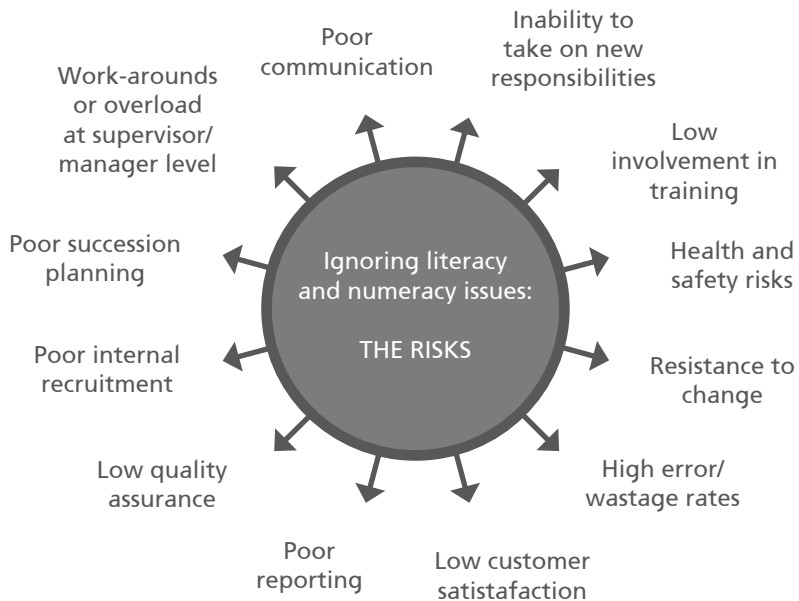 Ignoring literacy
and numeracy issues:
THE RISKS
Poor
communication
Inability to
take on new
responsibilities
Low
involvement in
training
Health and
safety risks
Resistance to
change
High error/
wastage rates
Low customer
satistafaction
Poor
reporting
Low quality
assurance
Poor internal
recruitment
Poor succession
planning
Work-arounds
or overload
at supervisor/
manager level